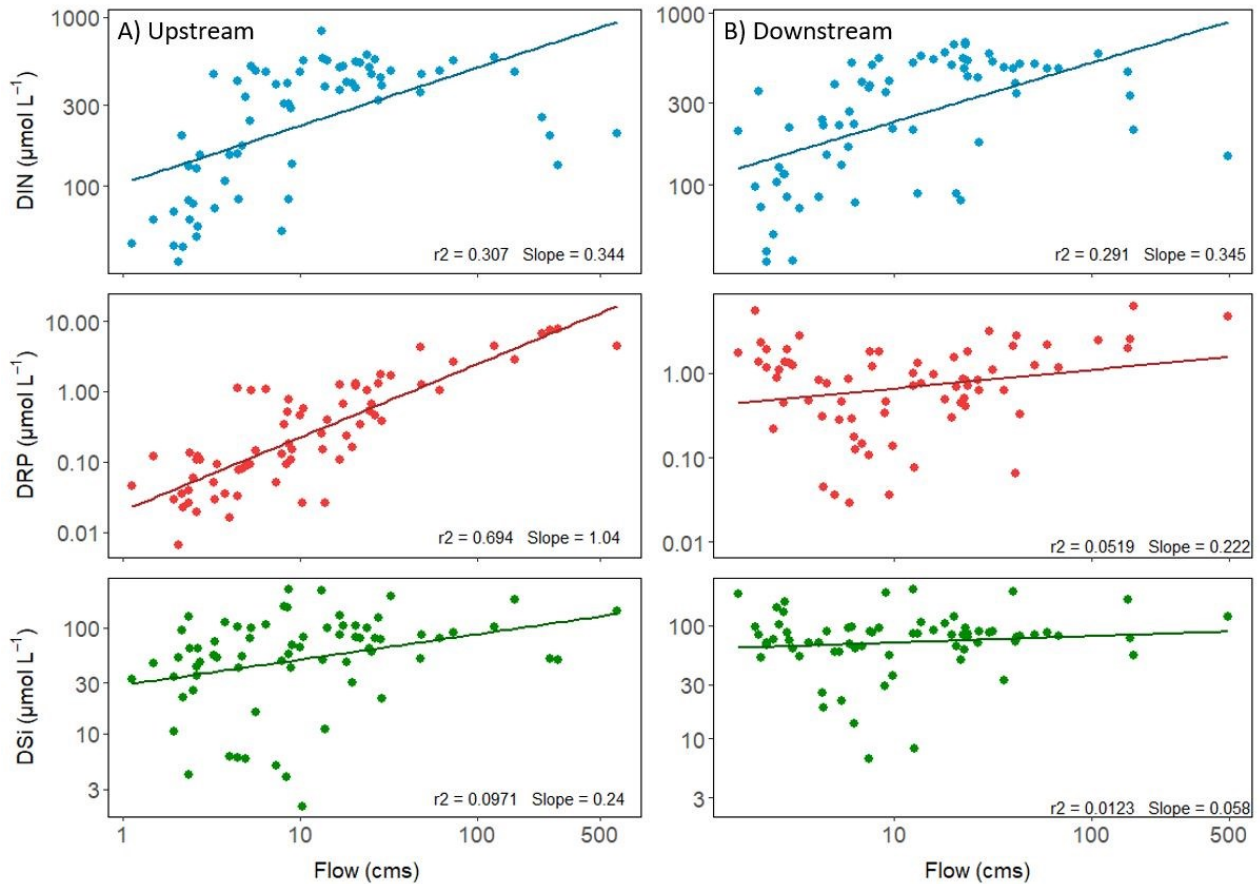 A) Upstream
B) Downstream
DIN (µmol L⁻¹)
1000
300
100
r2 = 0.307 Slope = 0.344
1000
300
100
r2 = 0.291 Slope = 0.345
DRP (µmol L⁻¹)
10.00
1.00
0.10
0.01
r2 = 0.694 Slope = 1.04
1.00
0.10
0.01
r2 = 0.0519 Slope = 0.222
DSi (µmol L⁻¹)
100
30
10
3
r2 = 0.0971 Slope = 0.24
100
30
10
3
r2 = 0.0123 Slope = 0.058
1 10 100 500
10 100 500
Flow (cms)
Flow (cms)